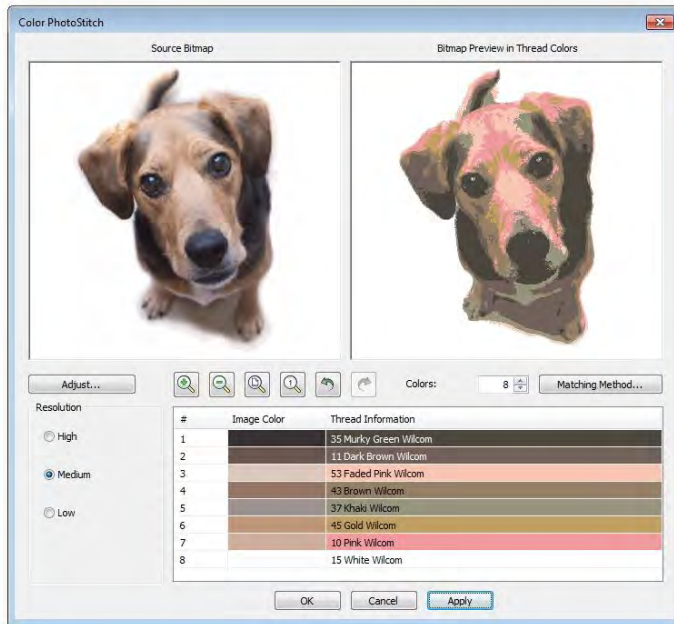 Color PhotoStitch
Source Bitmap
Bitmap Preview in Thread Colors
Adjust...
Colors:
8
Matching Method...
Resolution
High
Medium
Low
# Image Color Thread Information
1 35 Murky Green Wilcom
2 11 Dark Brown Wilcom
3 53 Faded Pink Wilcom
4 43 Brown Wilcom
5 37 Khaki Wilcom
6 45 Gold Wilcom
7 10 Pink Wilcom
8 15 White Wilcom
OK
Cancel
Apply